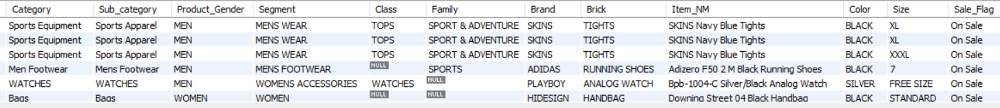 Category Sub_category Product_Gender Segment Class Family Brand Brick Item_NM Color Size Sale_Flag
Sports Equipment Sports Apparel MEN MENS WEAR TOPS SPORT & ADVENTURE SKINS TIGHTS SKINS Navy Blue Tights BLACK XL On Sale
Sports Equipment Sports Apparel MEN MENS WEAR TOPS SPORT & ADVENTURE SKINS TIGHTS SKINS Navy Blue Tights BLACK XL On Sale
Sports Equipment Sports Apparel MEN MENS WEAR TOPS SPORT & ADVENTURE SKINS TIGHTS SKINS Navy Blue Tights BLACK XXXL On Sale
Men Footwear Mens Footwear MEN MENS FOOTWEAR NULL SPORTS ADIDAS RUNNING SHOES Adizero F50 2 M Black Running Shoes BLACK 7 On Sale
WATCHES WATCHES MEN WOMENS ACCESSORIES WATCHES NULL PLAYBOY ANALOG WATCH Bpb-1004-C Silver/Black Analog Watch SILVER FREE SIZE On Sale
Bags Bags WOMEN WOMEN NULL NULL HIDESIGN HANDBAG Downing Street 04 Black Handbag BLACK STANDARD On Sale